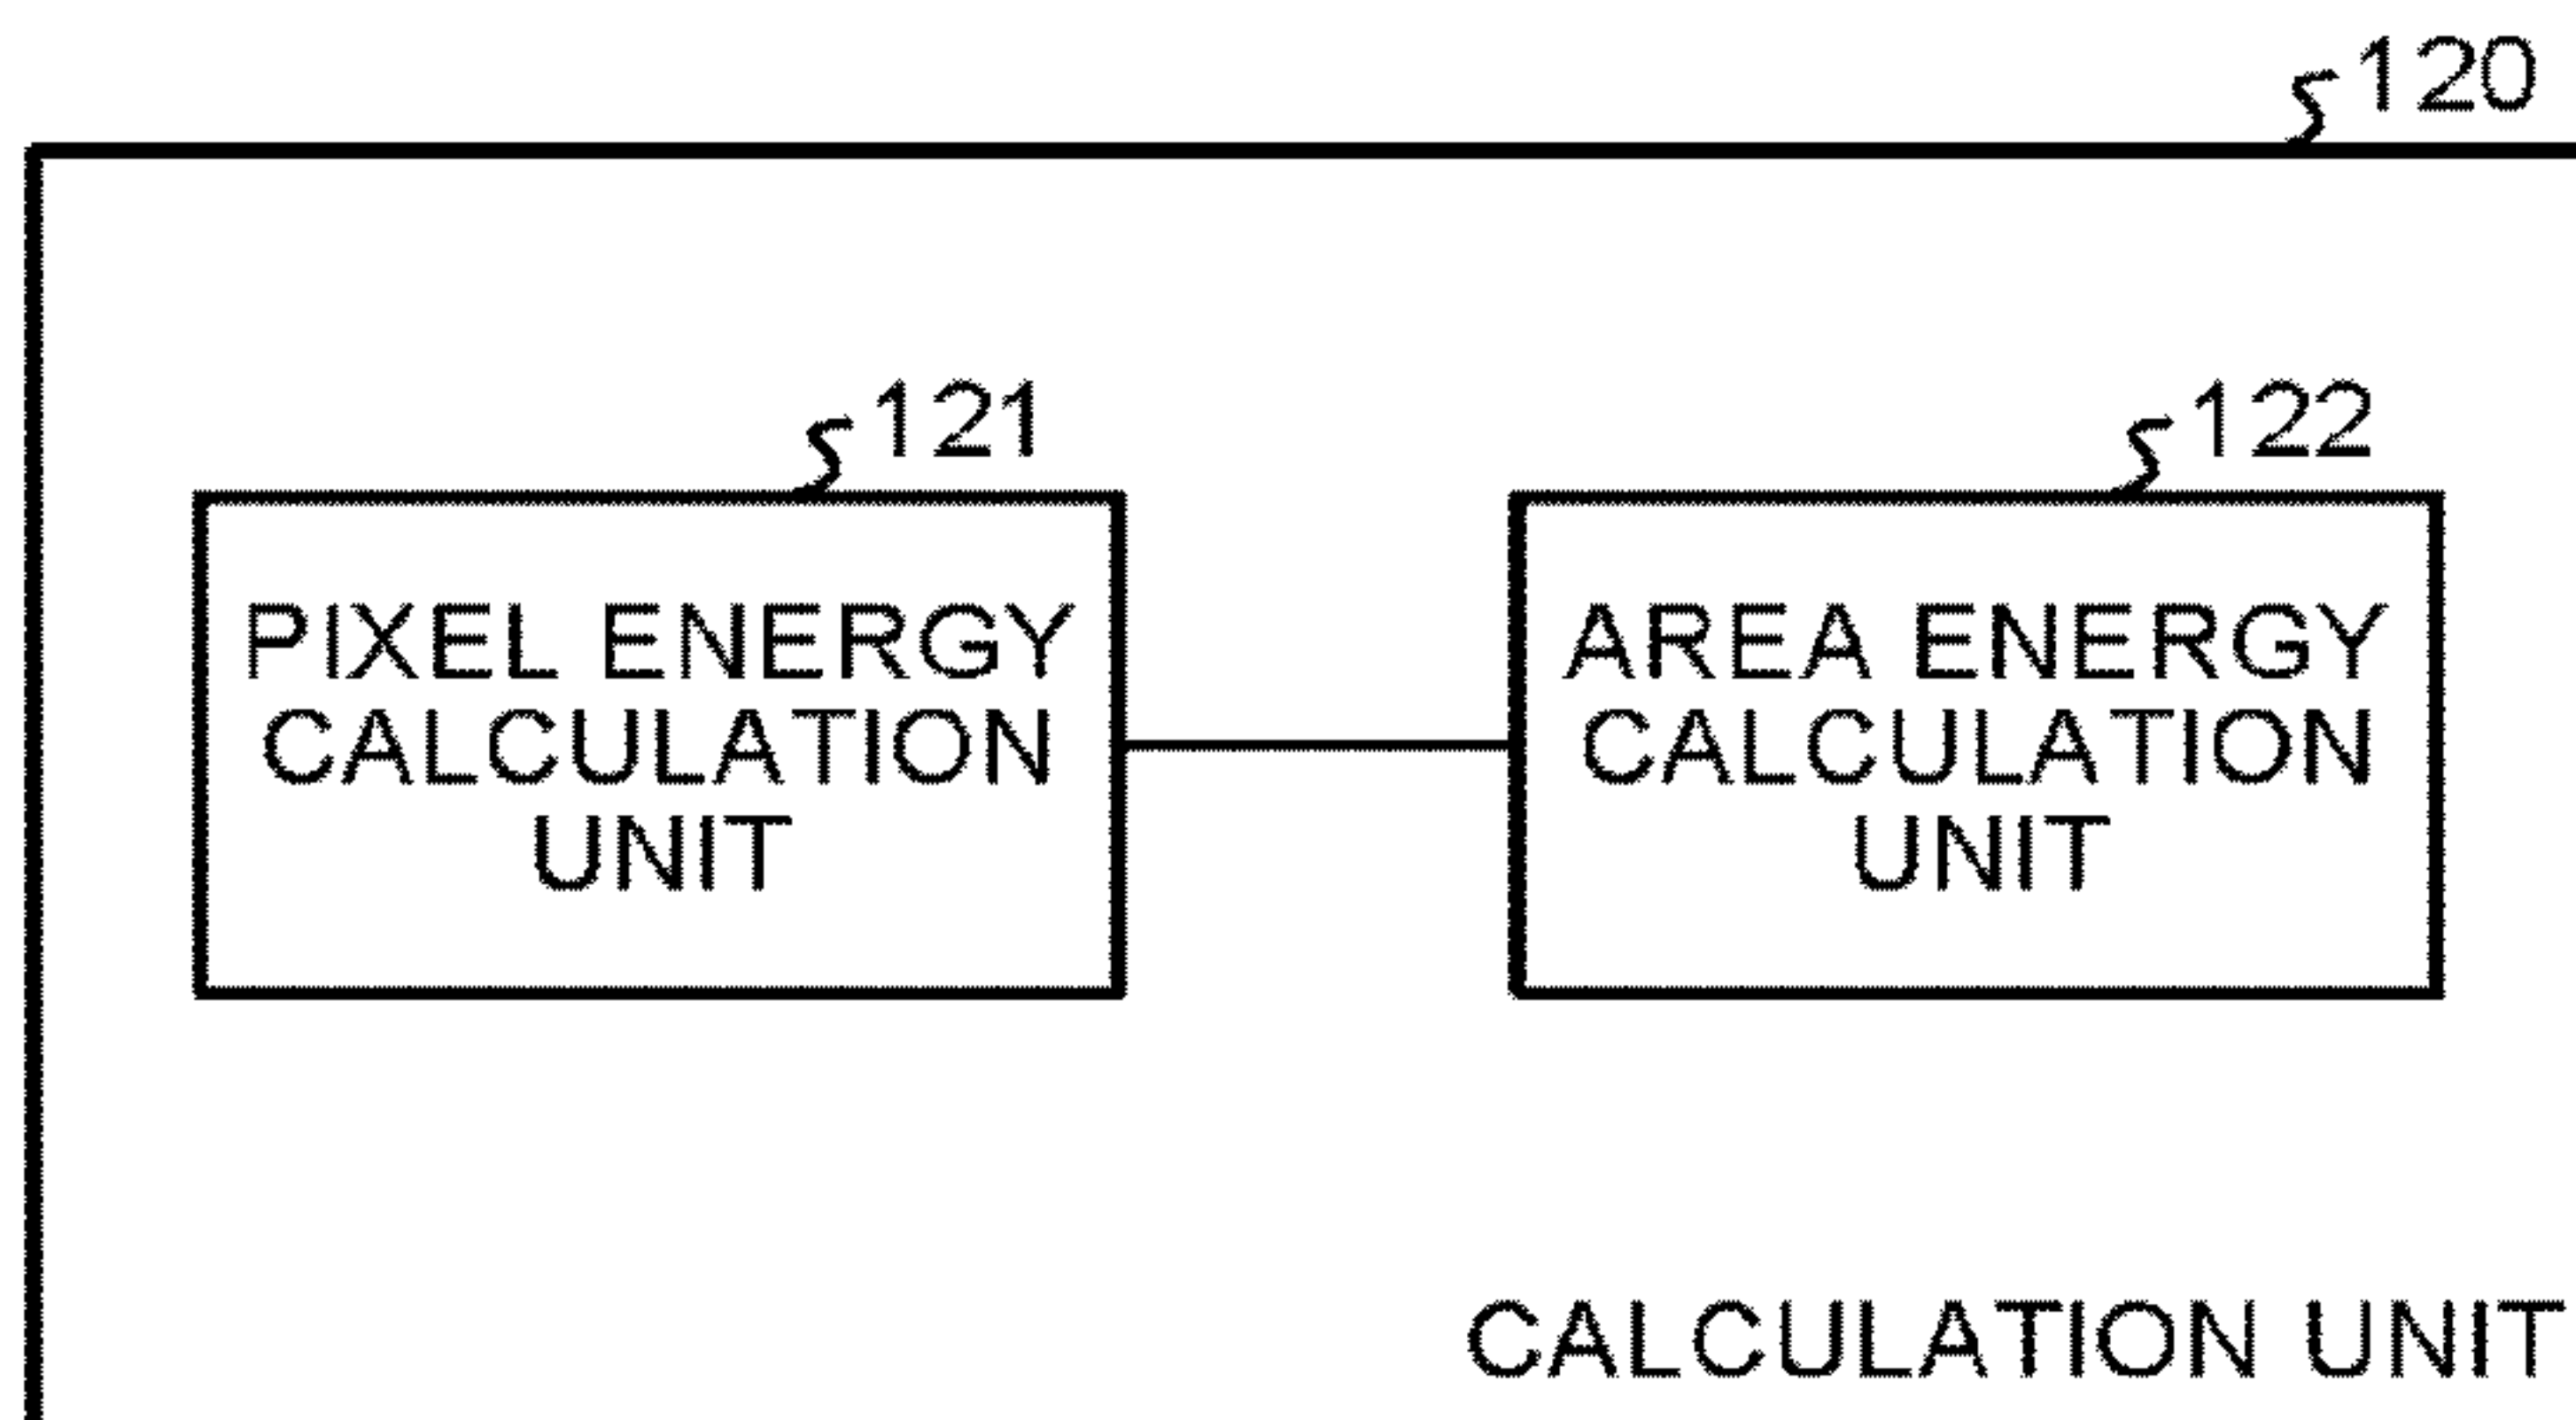 120
121
PIXEL ENERGY
CALCULATION
UNIT
122
AREA ENERGY
CALCULATION
UNIT
CALCULATION UNIT